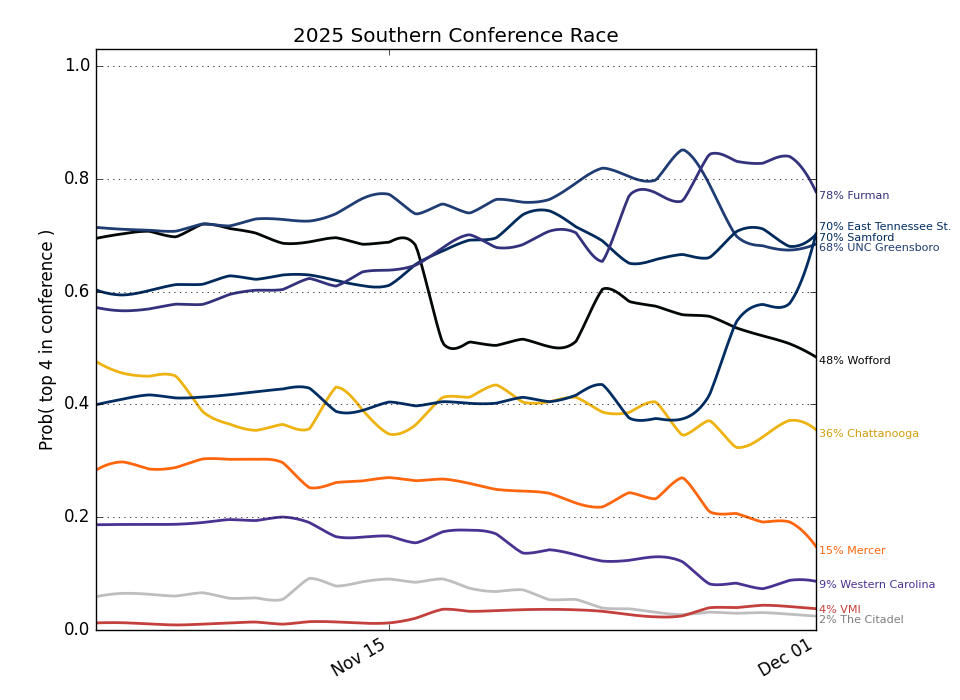 2025 Southern Conference Race
Prob( top 4 in conference )
1.0
0.8
0.6
0.4
0.2
0.0
Nov 15
Dec 01
78% Furman
70% East Tennessee St.
70% Samford
68% UNC Greensboro
48% Wofford
36% Chattanooga
15% Mercer
9% Western Carolina
4% VMI
2% The Citadel